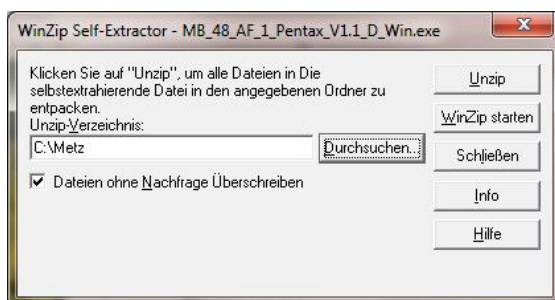 WinZip Self-Extractor - MB_48_AF_1_Pentax_V1.1_D_Win.exe
Klicken Sie auf "Unzip", um alle Dateien in Die
selbstextrahierende Datei in den angegebenen Ordner zu
entpacken.
Unzip-Verzeichnis:
C:\Metz
Durchsuchen...
Dateien ohne Nachfrage Überschreiben
Unzip
WinZip starten
Schließen
Info
Hilfe